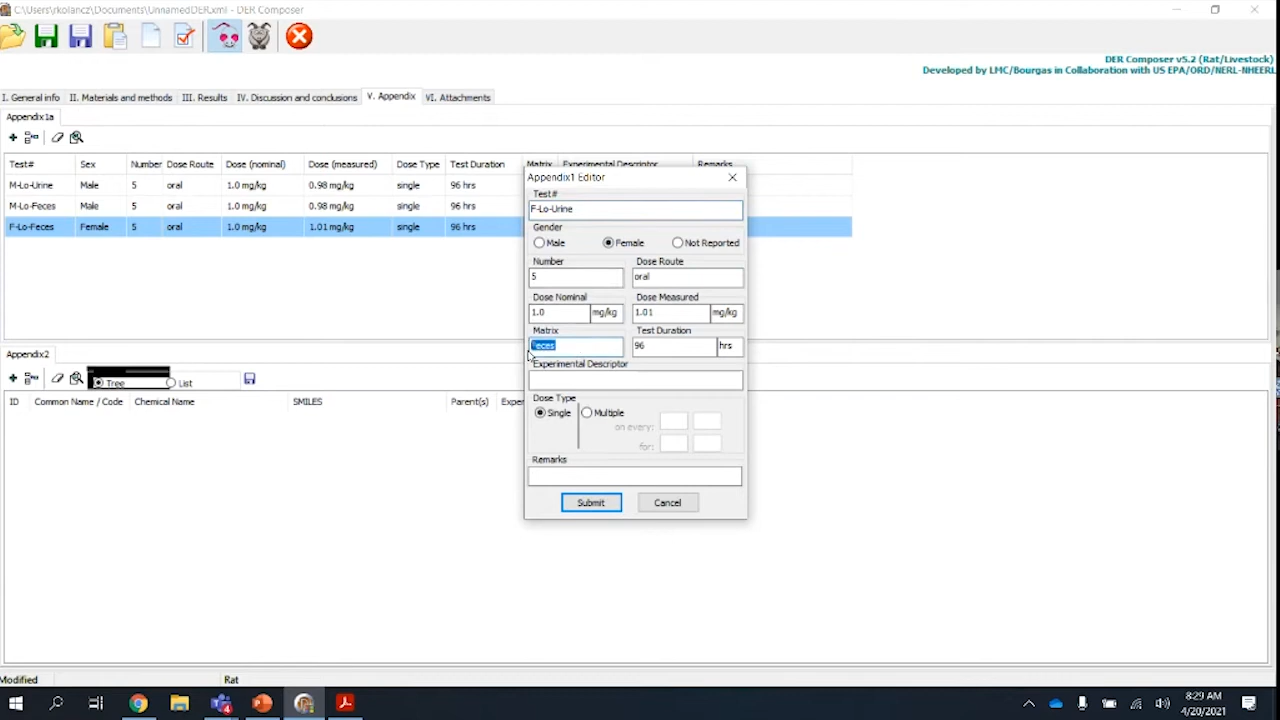 C:\Users\rkolancz\Documents\UnnamedDER.xml - DER Composer
DER Composer v5.2 (Rat/Livestock)
Developed by LMC/Bourgas in Collaboration with US EPA/ORD/NERL-NHEERL
I. General info II. Materials and methods III. Results IV. Discussion and conclusions V. Appendix VI. Attachments
Appendix1a
Test# Sex Number Dose Route Dose (nominal) Dose (measured) Dose Type Test Duration Matrix Experimental Descriptor Remarks
M-Lo-Urine Male 5 oral 1.0 mg/kg 0.98 mg/kg single 96 hrs
M-Lo-Feces Male 5 oral 1.0 mg/kg 0.98 mg/kg single 96 hrs
F-Lo-Feces Female 5 oral 1.0 mg/kg 1.01 mg/kg single 96 hrs
Appendix1 Editor
Test#
F-Lo-Urine
Gender
Male Female Not Reported
Number Dose Route
5 oral
Dose Nominal Dose Measured
1.0 mg/kg 1.01 mg/kg
Matrix Test Duration
feces 96 hrs
Experimental Descriptor
Dose Type
Single Multiple
on every:
for:
Remarks
Submit Cancel
Appendix2
Tree List
ID Common Name / Code Chemical Name SMILES Parent(s) Exper
Modified Rat
8:29 AM
4/20/2021